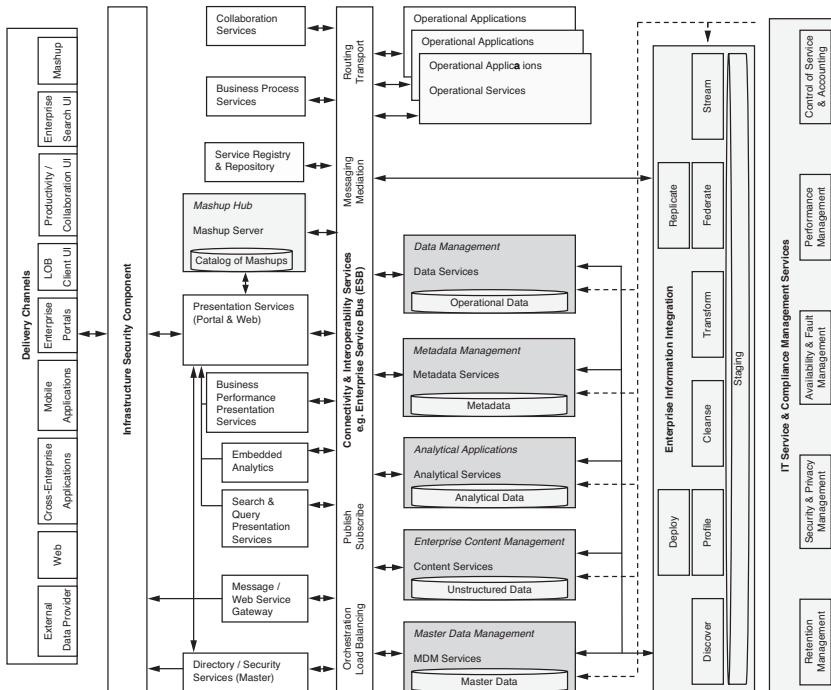 Delivery Channels
Mashup
Enterprise
Search UI
Productivity /
Collaboration UI
LOB
Client UI
Enterprise
Portals
Mobile
Applications
Cross-Enterprise
Applications
Web
External
Data Provider
Infrastructure Security Component
Collaboration
Services
Business Process
Services
Service Registry
& Repository
Mashup Hub
Mashup Server
Catalog of Mashups
Presentation Services
(Portal & Web)
Business
Performance
Presentation
Services
Embedded
Analytics
Search &
Query
Presentation
Services
Message /
Web Service
Gateway
Directory / Security
Services (Master)
Routing
Transport
Messaging
Mediation
Connectivity & Interoperability Services
e.g. Enterprise Service Bus (ESB)
Publish
Subscribe
Orchestration
Load Balancing
Operational Applications
Operational Applications
Operational Applica ions
Operational Services
Data Management
Data Services
Operational Data
Metadata Management
Metadata Services
Metadata
Analytical Applications
Analytical Services
Analytical Data
Enterprise Content Management
Content Services
Unstructured Data
Master Data Management
MDM Services
Master Data
Enterprise Information Integration
Stream
Replicate
Federate
Transform
Cleanse
Deploy
Profile
Discover
Staging
IT Service & Compliance Management Services
Control of Service
& Accounting
Performance
Management
Availability & Fault
Management
Security & Privacy
Management
Retention
Management